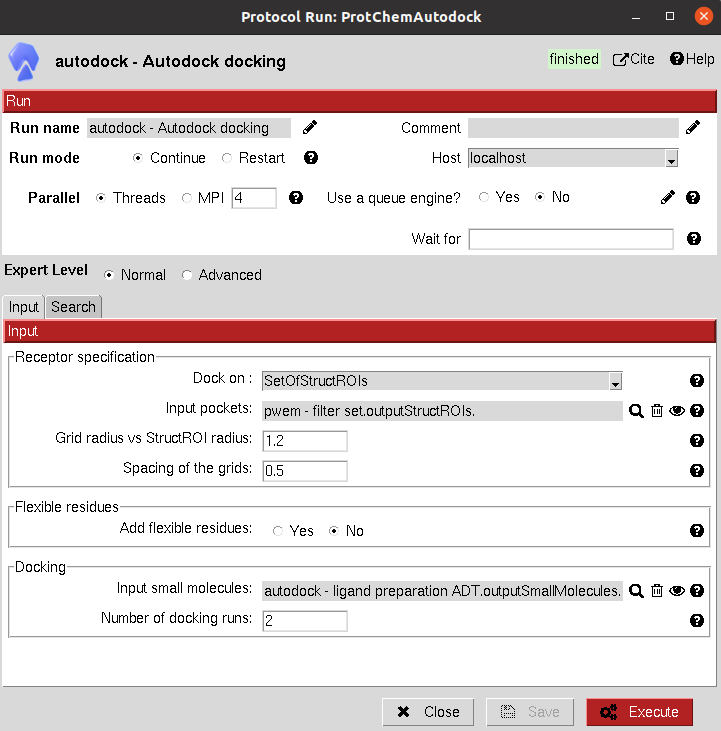 Protocol Run: ProtChemAutodock
autodock - Autodock docking
finished Cite Help
Run
Run name autodock - Autodock docking Comment
Run mode Continue Restart Host localhost
Parallel Threads MPI 4 Use a queue engine? Yes No
Wait for
Expert Level Normal Advanced
Input Search
Input
Receptor specification
Dock on : SetOfStructROIs
Input pockets: pwem - filter set.outputStructROIs.
Grid radius vs StructROI radius: 1.2
Spacing of the grids: 0.5
Flexible residues
Add flexible residues: Yes No
Docking
Input small molecules: autodock - ligand preparation ADT.outputSmallMolecules.
Number of docking runs: 2
Close Save Execute